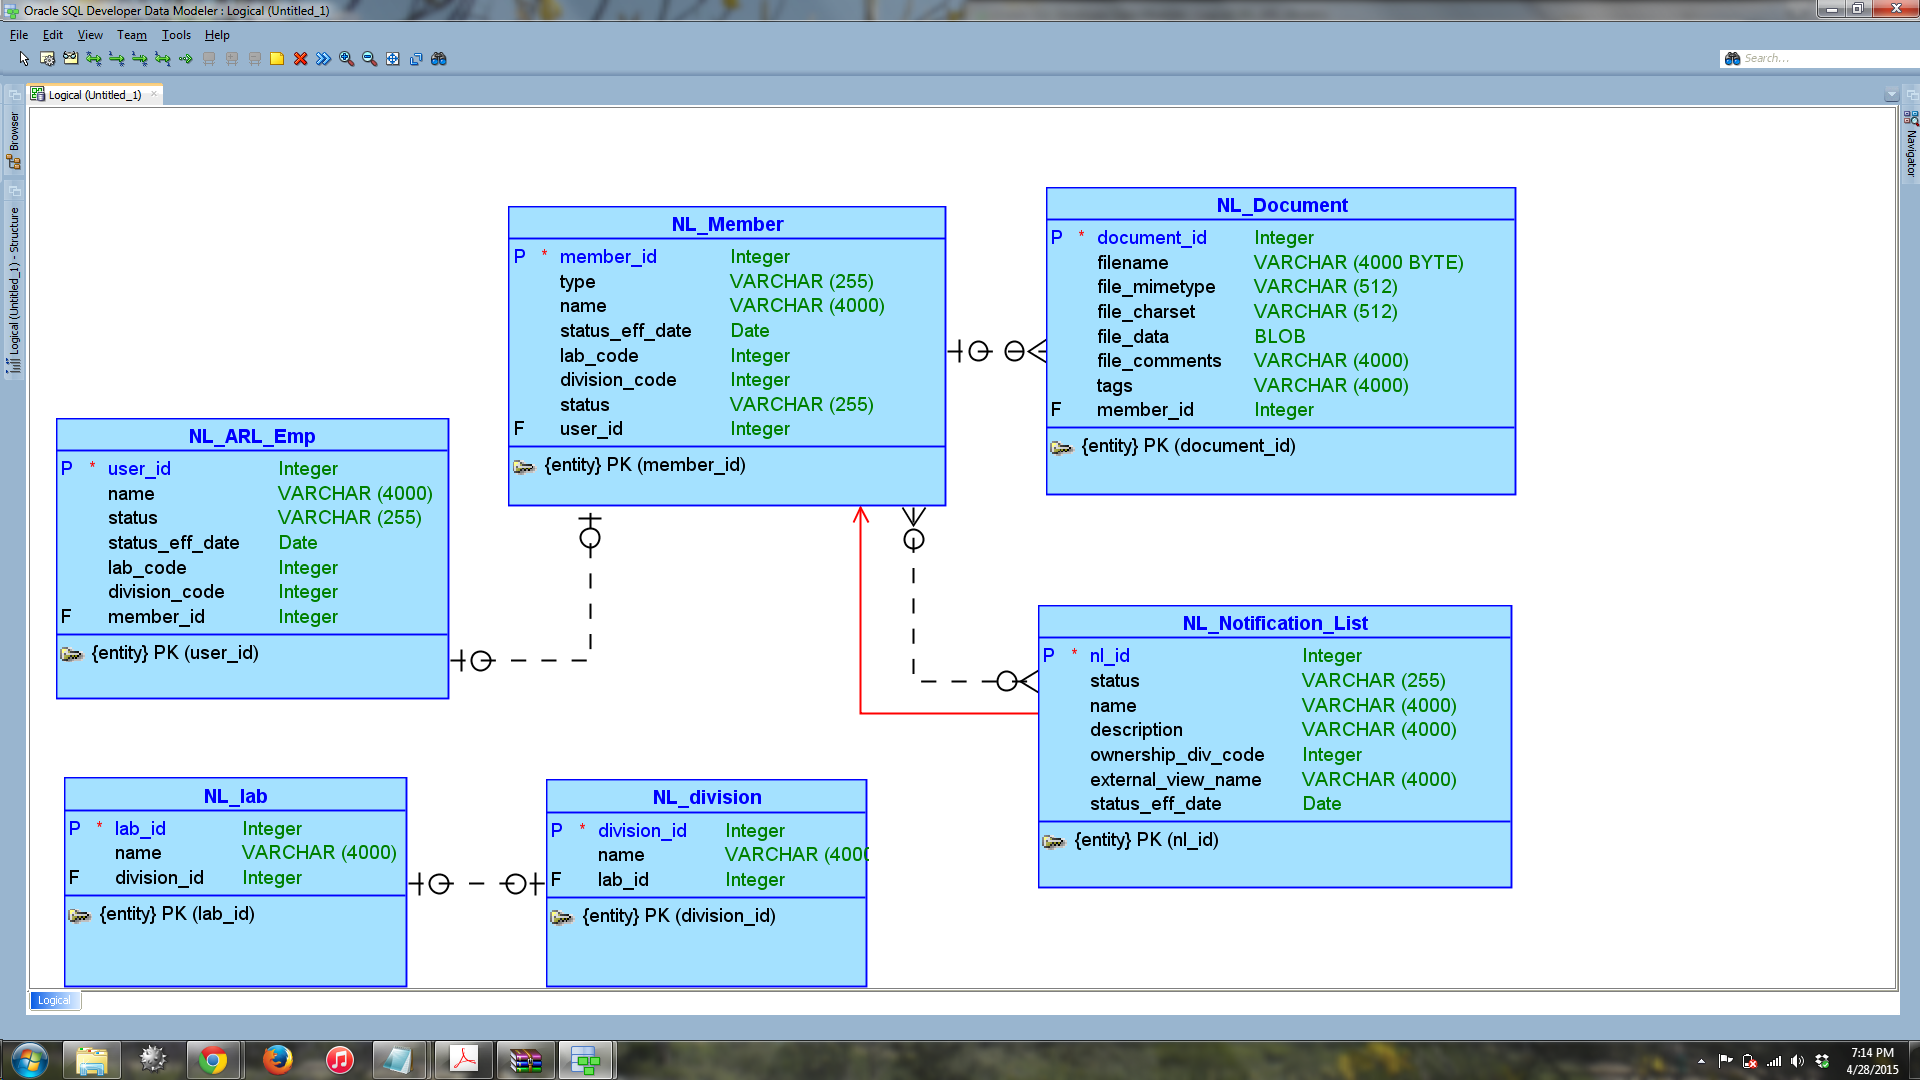 Oracle SQL Developer Data Modeler : Logical (Untitled_1)
File Edit View Team Tools Help
Search...
Logical (Untitled_1)
Browser
Logical (Untitled_1) - Structure
Navigator
NL_Member
P * member_id Integer
type VARCHAR (255)
name VARCHAR (4000)
status_eff_date Date
lab_code Integer
division_code Integer
status VARCHAR (255)
F user_id Integer
{entity} PK (member_id)
NL_Document
P * document_id Integer
filename VARCHAR (4000 BYTE)
file_mimetype VARCHAR (512)
file_charset VARCHAR (512)
file_data BLOB
file_comments VARCHAR (4000)
tags VARCHAR (4000)
F member_id Integer
{entity} PK (document_id)
NL_ARL_Emp
P * user_id Integer
name VARCHAR (4000)
status VARCHAR (255)
status_eff_date Date
lab_code Integer
division_code Integer
F member_id Integer
{entity} PK (user_id)
NL_Notification_List
P * nl_id Integer
status VARCHAR (255)
name VARCHAR (4000)
description VARCHAR (4000)
ownership_div_code Integer
external_view_name VARCHAR (4000)
status_eff_date Date
{entity} PK (nl_id)
NL_lab
P * lab_id Integer
name VARCHAR (4000)
F division_id Integer
{entity} PK (lab_id)
NL_division
P * division_id Integer
name VARCHAR (400
F lab_id Integer
{entity} PK (division_id)
Logical
7:14 PM
4/28/2015